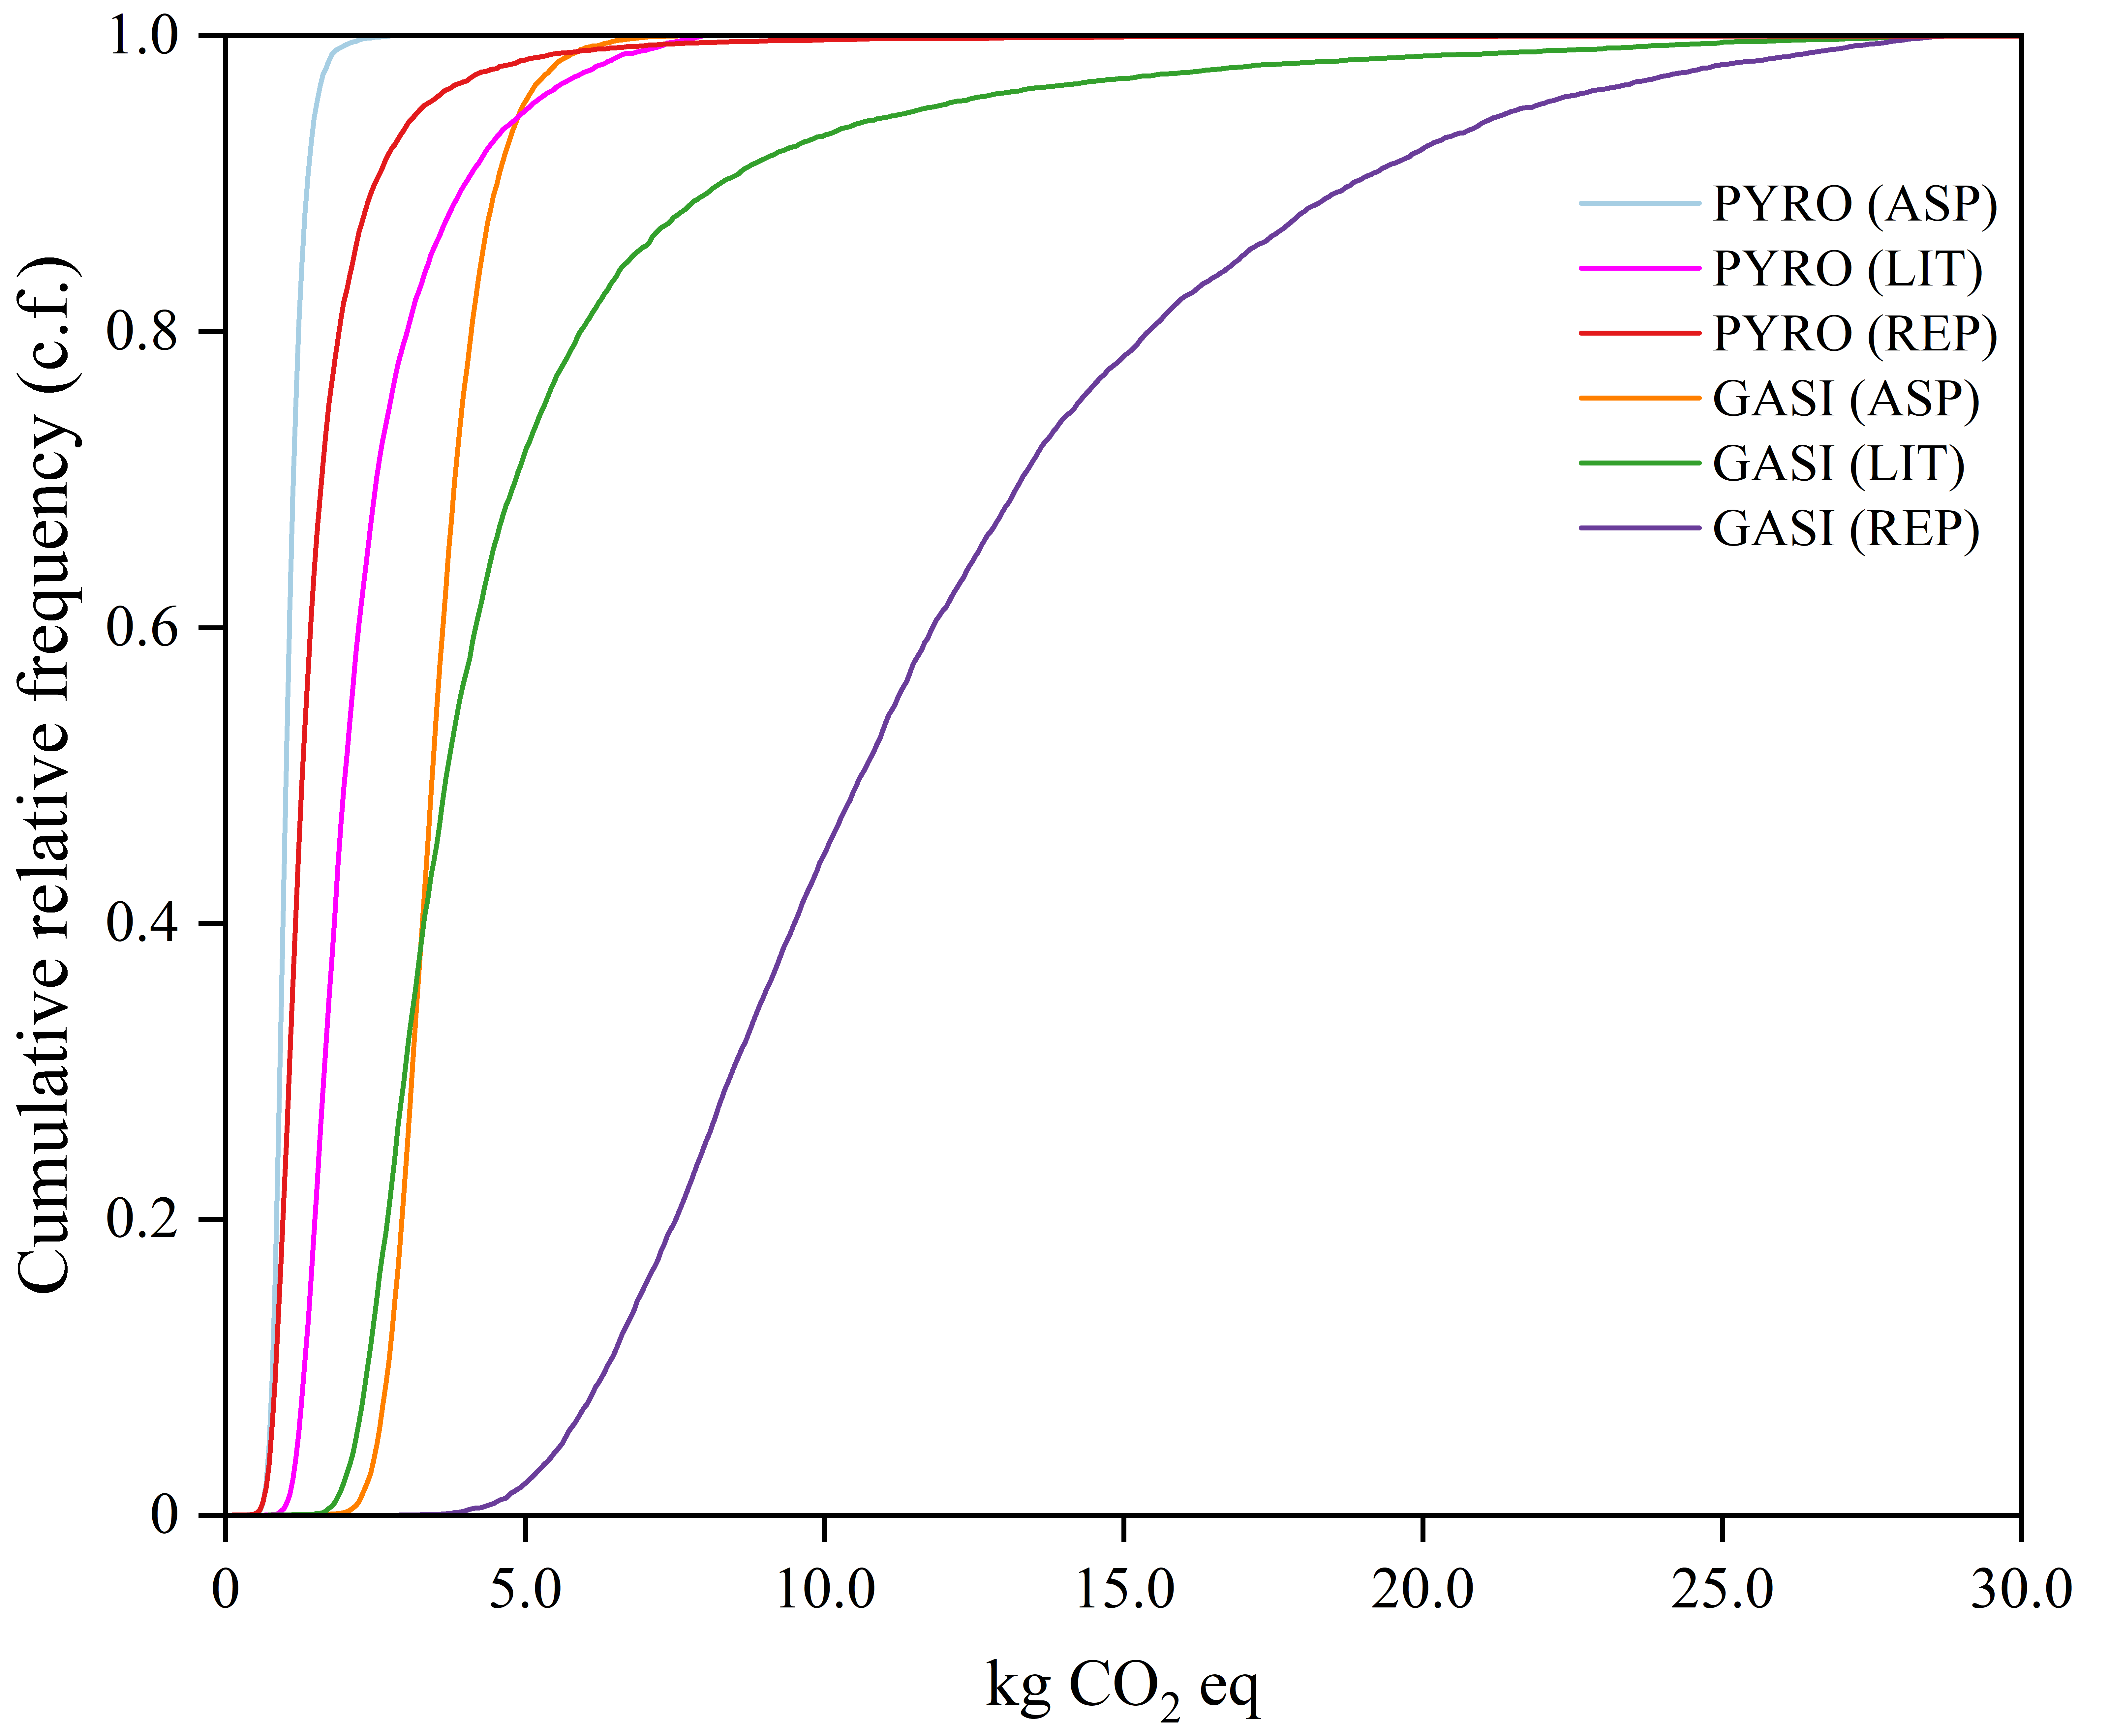 Cumulative relative frequency (c.f.)
1.0
0.8
0.6
0.4
0.2
0
PYRO (ASP)
PYRO (LIT)
PYRO (REP)
GASI (ASP)
GASI (LIT)
GASI (REP)
0 5.0 10.0 15.0 20.0 25.0 30.0
kg CO₂ eq